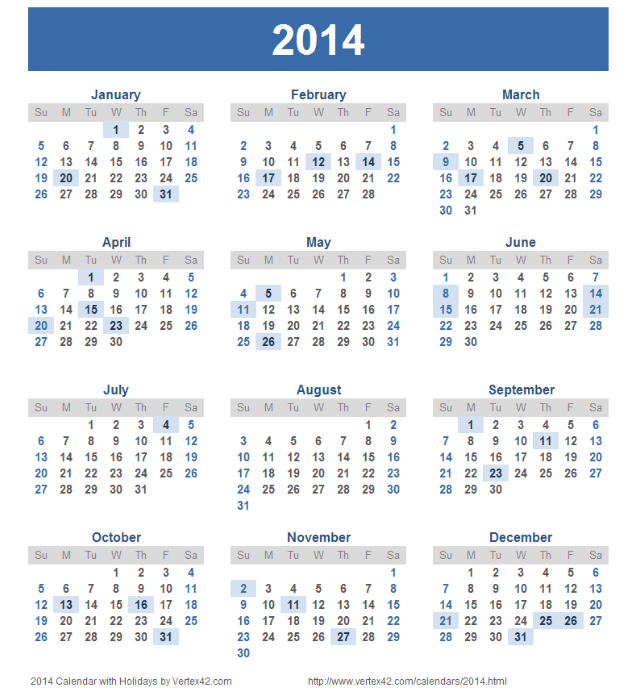 2014
January February March
Su M Tu W Th F Sa Su M Tu W Th F Sa Su M Tu W Th F Sa
1 2 3 4 1 1
5 6 7 8 9 10 11 2 3 4 5 6 7 8 2 3 4 5 6 7 8
12 13 14 15 16 17 18 9 10 11 12 13 14 15 9 10 11 12 13 14 15
19 20 21 22 23 24 25 16 17 18 19 20 21 22 16 17 18 19 20 21 22
26 27 28 29 30 31 23 24 25 26 27 28 23 24 25 26 27 28 29
30 31
April May June
Su M Tu W Th F Sa Su M Tu W Th F Sa Su M Tu W Th F Sa
1 2 3 4 5 1 2 3 1 2 3 4 5 6 7
6 7 8 9 10 11 12 4 5 6 7 8 9 10 8 9 10 11 12 13 14
13 14 15 16 17 18 19 11 12 13 14 15 16 17 15 16 17 18 19 20 21
20 21 22 23 24 25 26 18 19 20 21 22 23 24 22 23 24 25 26 27 28
27 28 29 30 25 26 27 28 29 30 31 29 30
July August September
Su M Tu W Th F Sa Su M Tu W Th F Sa Su M Tu W Th F Sa
1 2 3 4 5 1 2 1 2 3 4 5 6
6 7 8 9 10 11 12 3 4 5 6 7 8 9 7 8 9 10 11 12 13
13 14 15 16 17 18 19 10 11 12 13 14 15 16 14 15 16 17 18 19 20
20 21 22 23 24 25 26 17 18 19 20 21 22 23 21 22 23 24 25 26 27
27 28 29 30 31 24 25 26 27 28 29 30 28 29 30
31
October November December
Su M Tu W Th F Sa Su M Tu W Th F Sa Su M Tu W Th F Sa
1 2 3 4 1 1 2 3 4 5 6
5 6 7 8 9 10 11 2 3 4 5 6 7 8 7 8 9 10 11 12 13
12 13 14 15 16 17 18 9 10 11 12 13 14 15 14 15 16 17 18 19 20
19 20 21 22 23 24 25 16 17 18 19 20 21 22 21 22 23 24 25 26 27
26 27 28 29 30 31 23 24 25 26 27 28 29 28 29 30 31
30
2014 Calendar with Holidays by Vertex42.com http://www.vertex42.com/calendars/2014.html